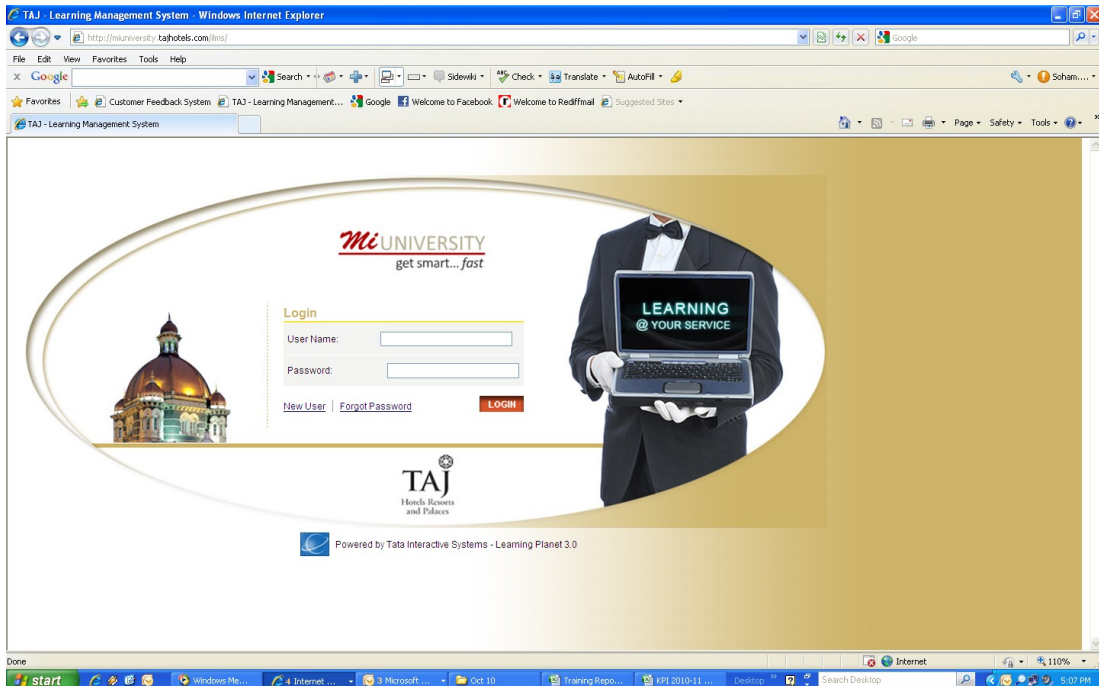 TAJ - Learning Management System - Windows Internet Explorer
http://miuniversity.tajhotels.com/ilms/
Google
File Edit View Favorites Tools Help
x Google Search Sidewiki Check Translate AutoFill Soham....
Favorites Customer Feedback System TAJ - Learning Management... Google Welcome to Facebook Welcome to Rediffmail Suggested Sites
TAJ - Learning Management System Page Safety Tools
Mi UNIVERSITY
get smart... fast
LEARNING
@ YOUR SERVICE
Login
User Name:
Password:
New User | Forgot Password LOGIN
TAJ
Hotels Resorts
and Palaces
Powered by Tata Interactive Systems - Learning Planet 3.0
Done Internet 110%
start Windows Me... 4 Internet ... 3 Microsoft ... Oct 10 Training Repo... KPI 2010-11 ... Desktop Search Desktop 5:07 PM